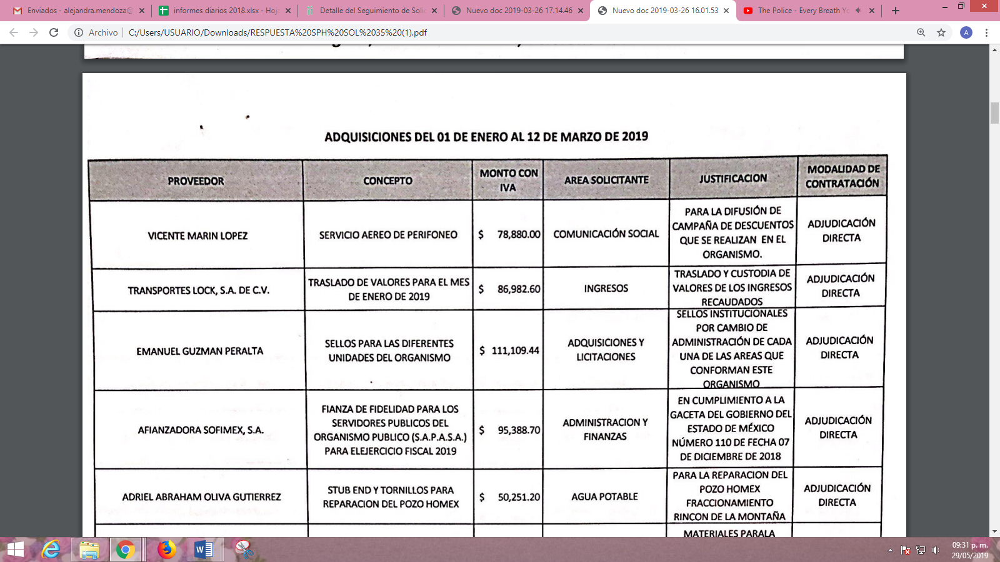 Enviados - alejandra.mendoza@
informes diarios 2018.xlsx - Hoja
Detalle del Seguimiento de Solic
Nuevo doc 2019-03-26 17.14.46
Nuevo doc 2019-03-26 16.01.53
The Police - Every Breath Yo
Archivo
C:/Users/USUARIO/Downloads/RESPUESTA%20SPH%20SOL%2035%20(1).pdf
A
ADQUISICIONES DEL 01 DE ENERO AL 12 DE MARZO DE 2019
PROVEEDOR
CONCEPTO
MONTO CON
IVA
AREA SOLICITANTE
JUSTIFICACION
MODALIDAD DE
CONTRATACIÓN
VICENTE MARIN LOPEZ
SERVICIO AEREO DE PERIFONEO
$ 78,880.00
COMUNICACIÓN SOCIAL
PARA LA DIFUSIÓN DE
CAMPAÑA DE DESCUENTOS
QUE SE REALIZAN EN EL
ORGANISMO.
ADJUDICACIÓN
DIRECTA
TRANSPORTES LOCK, S.A. DE C.V.
TRASLADO DE VALORES PARA EL MES
DE ENERO DE 2019
$ 86,982.60
INGRESOS
TRASLADO Y CUSTODIA DE
VALORES DE LOS INGRESOS
RECAUDADOS
ADJUDICACIÓN
DIRECTA
EMANUEL GUZMAN PERALTA
SELLOS PARA LAS DIFERENTES
UNIDADES DEL ORGANISMO
$ 111,109.44
ADQUISICIONES Y
LICITACIONES
SELLOS INSTITUCIONALES
POR CAMBIO DE
ADMINISTRACIÓN DE CADA
UNA DE LAS AREAS QUE
CONFORMAN ESTE
ORGANISMO
ADJUDICACIÓN
DIRECTA
AFIANZADORA SOFIMEX, S.A.
FIANZA DE FIDELIDAD PARA LOS
SERVIDORES PUBLICOS DEL
ORGANISMO PUBLICO (S.A.P.A.S.A.)
PARA ELEJERCICIO FISCAL 2019
$ 95,388.70
ADMINISTRACION Y
FINANZAS
EN CUMPLIMIENTO A LA
GACETA DEL GOBIERNO DEL
ESTADO DE MÉXICO
NÚMERO 110 DE FECHA 07
DE DICIEMBRE DE 2018
ADJUDICACIÓN
DIRECTA
ADRIEL ABRAHAM OLIVA GUTIERREZ
STUB END Y TORNILLOS PARA
REPARACION DEL POZO HOMEX
$ 50,251.20
AGUA POTABLE
PARA LA REPARACION DEL
POZO HOMEX
FRACCIONAMIENTO
RINCON DE LA MONTAÑA
ADJUDICACIÓN
DIRECTA
MATERIALES PARALA
09:31 p. m.
29/05/2019